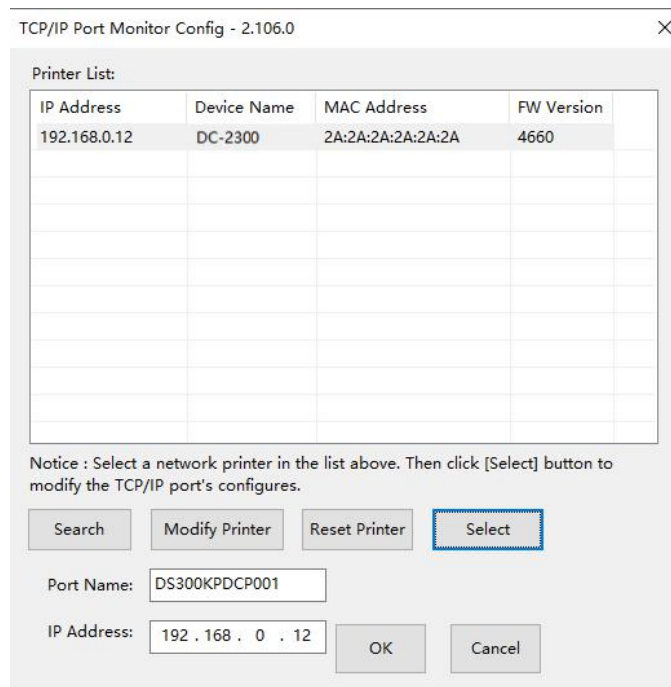 TCP/IP Port Monitor Config - 2.106.0
Printer List:
IP Address Device Name MAC Address FW Version
192.168.0.12 DC-2300 2A:2A:2A:2A:2A:2A 4660
Notice : Select a network printer in the list above. Then click [Select] button to
modify the TCP/IP port's configures.
Search Modify Printer Reset Printer Select
Port Name: DS300KPDCP001
IP Address: 192 . 168 . 0 . 12 OK Cancel